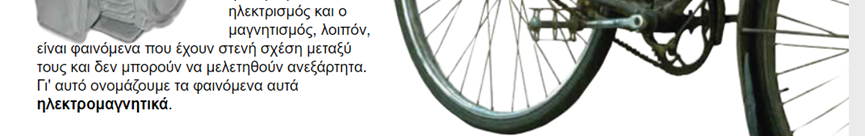 ηλεκτρισμός και ο
μαγνητισμός, λοιπόν,
είναι φαινόμενα που έχουν στενή σχέση μεταξύ
τους και δεν μπορούν να μελετηθούν ανεξάρτητα.
Γι' αυτό ονομάζουμε τα φαινόμενα αυτά
ηλεκτρομαγνητικά.